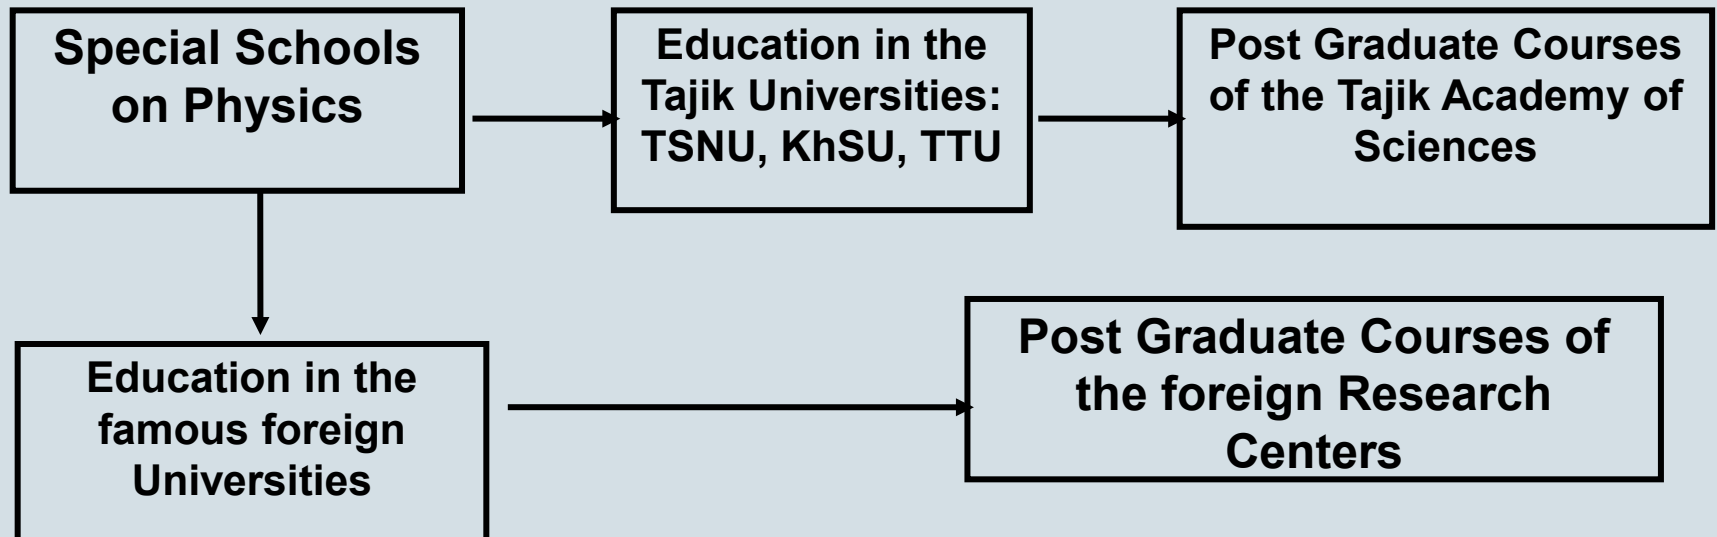 Special Schools
on Physics
Education in the
Tajik Universities:
TSNU, KhSU, TTU
Post Graduate Courses
of the Tajik Academy of
Sciences
Education in the
famous foreign
Universities
Post Graduate Courses of
the foreign Research
Centers